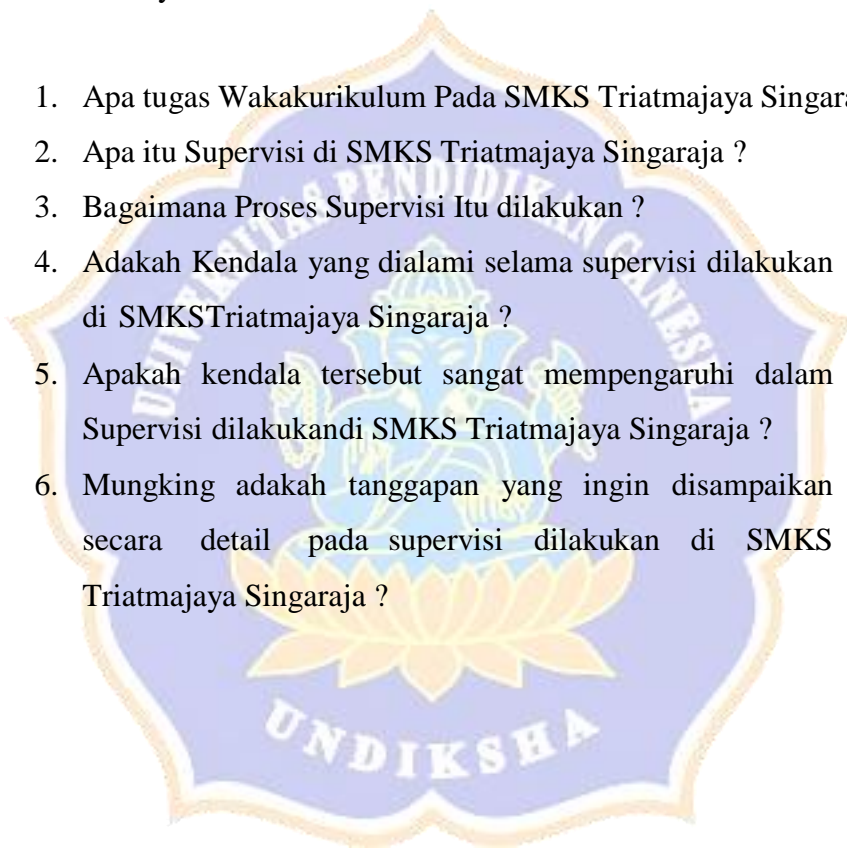 1. Apa tugas Wakakurikulum Pada SMKS Triatmajaya
2. Apa itu Supervisi di SMKS Triatmajaya Singaraja ?
3. Bagaimana Proses Supervisi Itu dilakukan ?
4. Adakah Kendala yang dialami selama supervisi dilakukan
di SMKSTriatmajaya Singaraja ?
5. Apakah kendala tersebut sangat mempengaruhi dalam
Supervisi dilakukandi SMKS Triatmajaya Singaraja ?
6. Mungking adakah tanggapan yang ingin disampaikan
secara detail pada supervisi dilakukan di SMKS
Triatmajaya Singaraja ?
UNIVERSITAS PENDIDIKAN GANESHA
UNDIKSHA